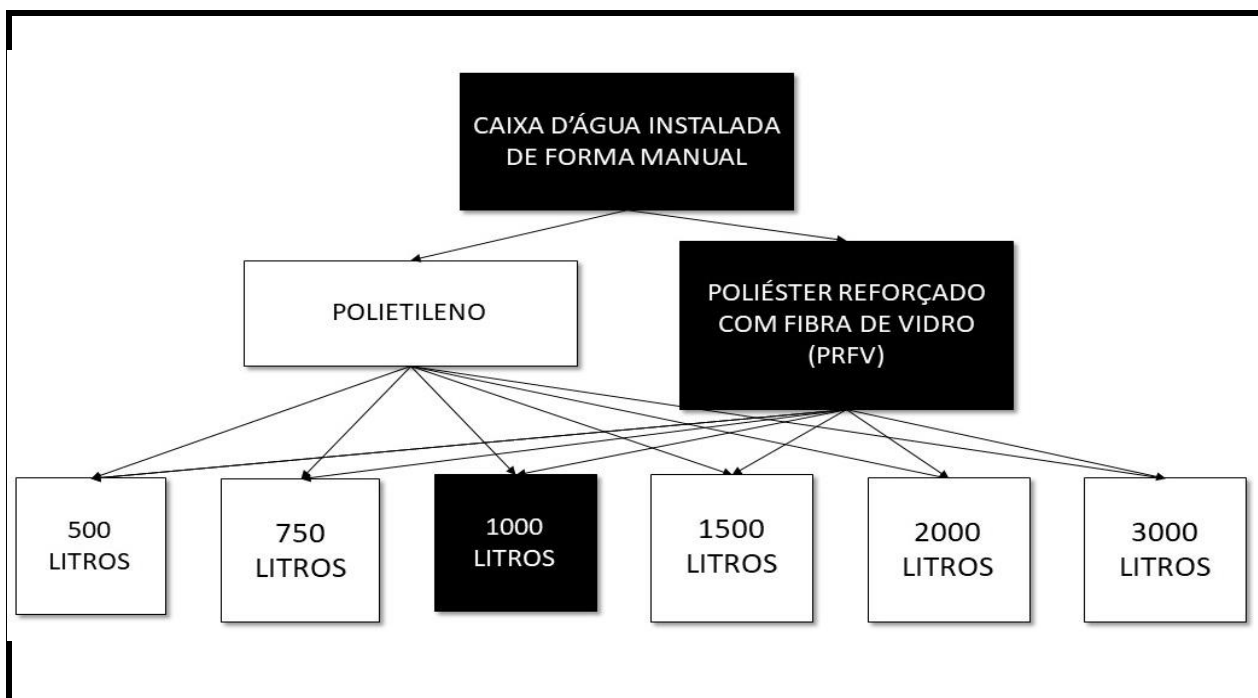 CAIXA D'ÁGUA INSTALADA
DE FORMA MANUAL
POLIETILENO
POLIÉSTER REFORÇADO
COM FIBRA DE VIDRO
(PRFV)
500
LITROS
750
LITROS
1000
LITROS
1500
LITROS
2000
LITROS
3000
LITROS